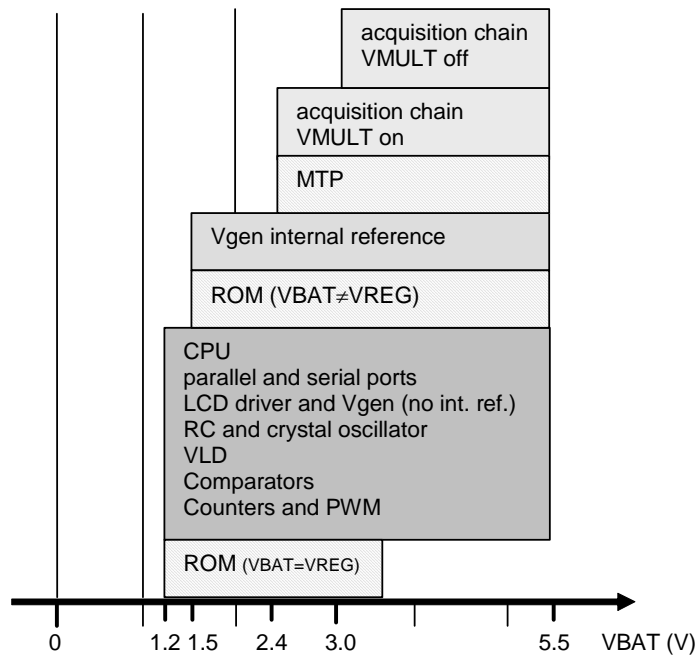 acquisition chain
VMULT off
acquisition chain
VMULT on
MTP
Vgen internal reference
ROM (VBAT≠VREG)
CPU
parallel and serial ports
LCD driver and Vgen (no int. ref.)
RC and crystal oscillator
VLD
Comparators
Counters and PWM
ROM (VBAT=VREG)
0 1.2 1.5 2.4 3.0 5.5 VBAT (V)